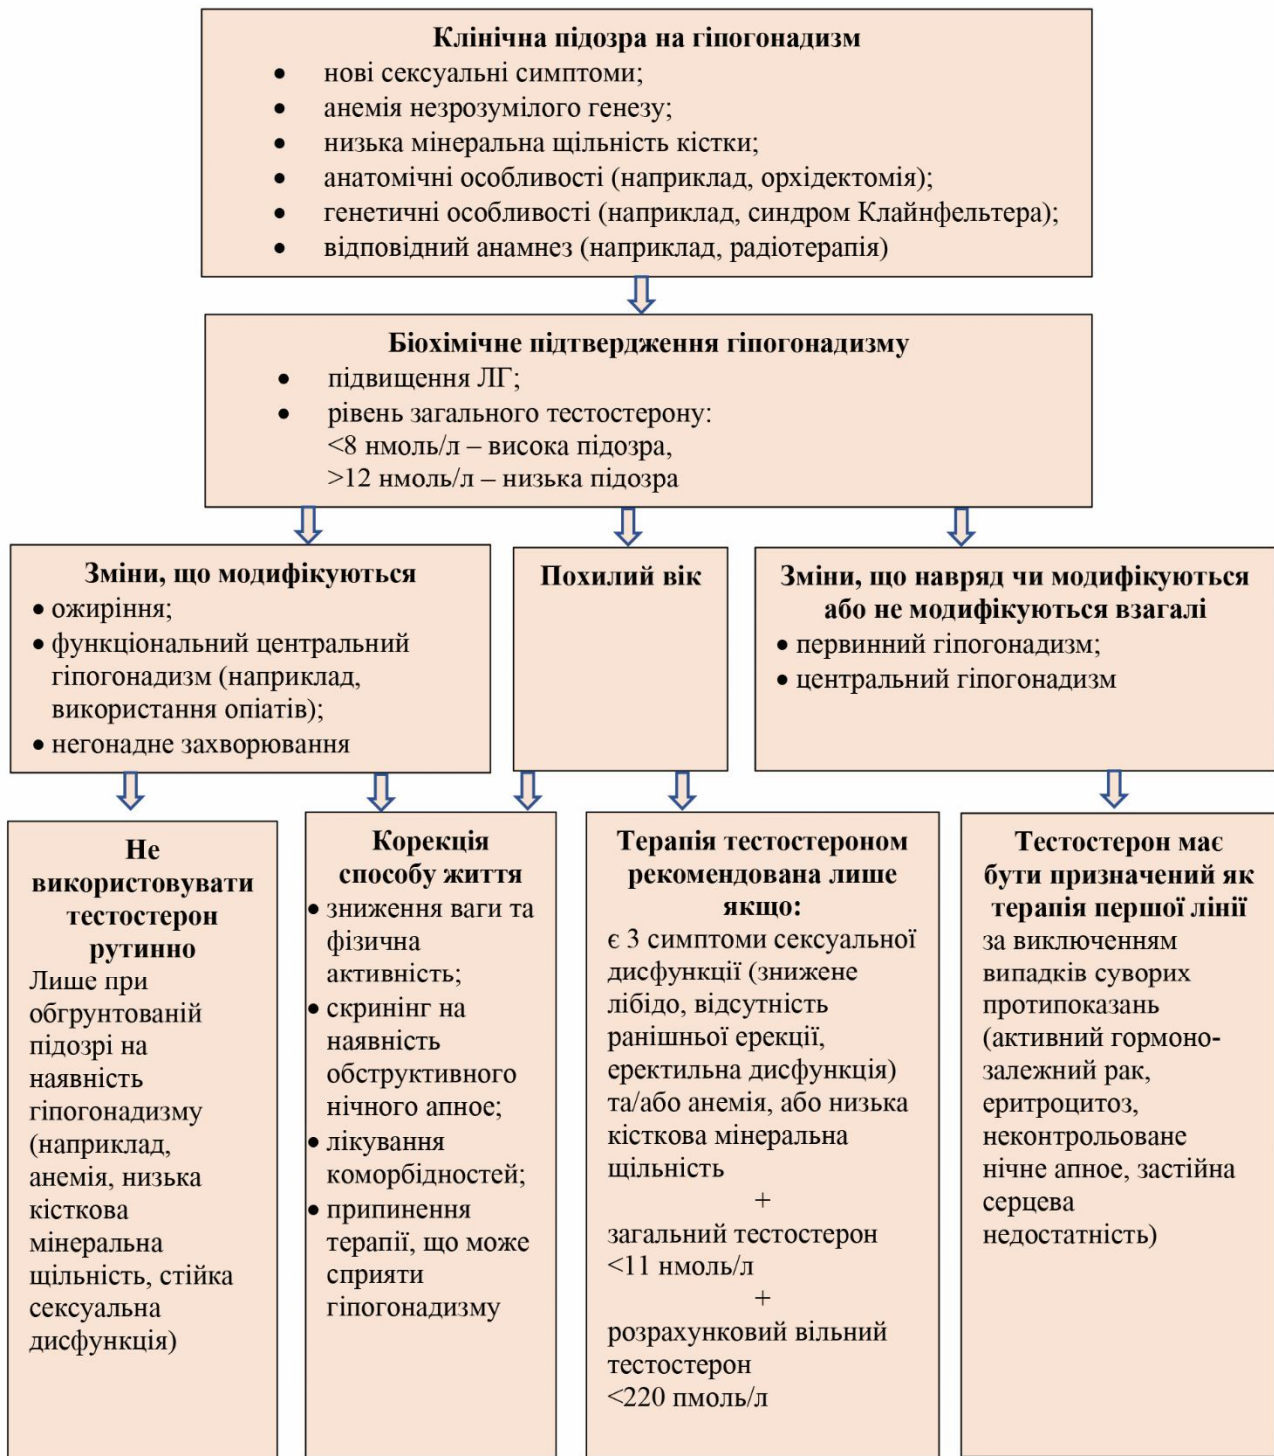 Клінічна підозра на гіпогонадизм
• нові сексуальні симптоми;
• анемія незрозумілого генезу;
• низька мінеральна щільність кістки;
• анатомічні особливості (наприклад, орхідектомія);
• генетичні особливості (наприклад, синдром Клайнфельтера);
• відповідний анамнез (наприклад, радіотерапія)
Біохімічне підтвердження гіпогонадизму
• підвищення ЛГ;
• рівень загального тестостерону:
<8 нмоль/л – висока підозра,
>12 нмоль/л – низька підозра
Зміни, що модифікуються
• ожиріння;
• функціональний центральний
гіпогонадизм (наприклад,
використання опіатів);
• негонадне захворювання
Похилий вік
Зміни, що навряд чи модифікуються
або не модифікуються взагалі
• первинний гіпогонадизм;
• центральний гіпогонадизм
Не
використовувати
тестостерон
рутинно
Лише при
обгрунтованій
підозрі на
наявність
гіпогонадизму
(наприклад,
анемія, низька
кісткова
мінеральна
щільність, стійка
сексуальна
дисфункція)
Корекція
способу життя
• зниження ваги та
фізична
активність;
• скринінг на
наявність
обструктивного
нічного апное;
• лікування
коморбідностей;
• припинення
терапії, що може
сприяти
гіпогонадизму
Терапія тестостероном
рекомендована лише
якщо:
є 3 симптоми сексуальної
дисфункції (знижене
лібідо, відсутність
ранішньої ерекції,
еректильна дисфункція)
та/або анемія, або низька
кісткова мінеральна
щільність
+
загальний тестостерон
<11 нмоль/л
+
розрахунковий вільний
тестостерон
<220 пмоль/л
Тестостерон має
бути призначений як
терапія першої лінії
за виключенням
випадків суворих
протипоказань
(активний гормоно-
залежний рак,
еритроцитоз,
неконтрольоване
нічне апное, застійна
серцева
недостатність)